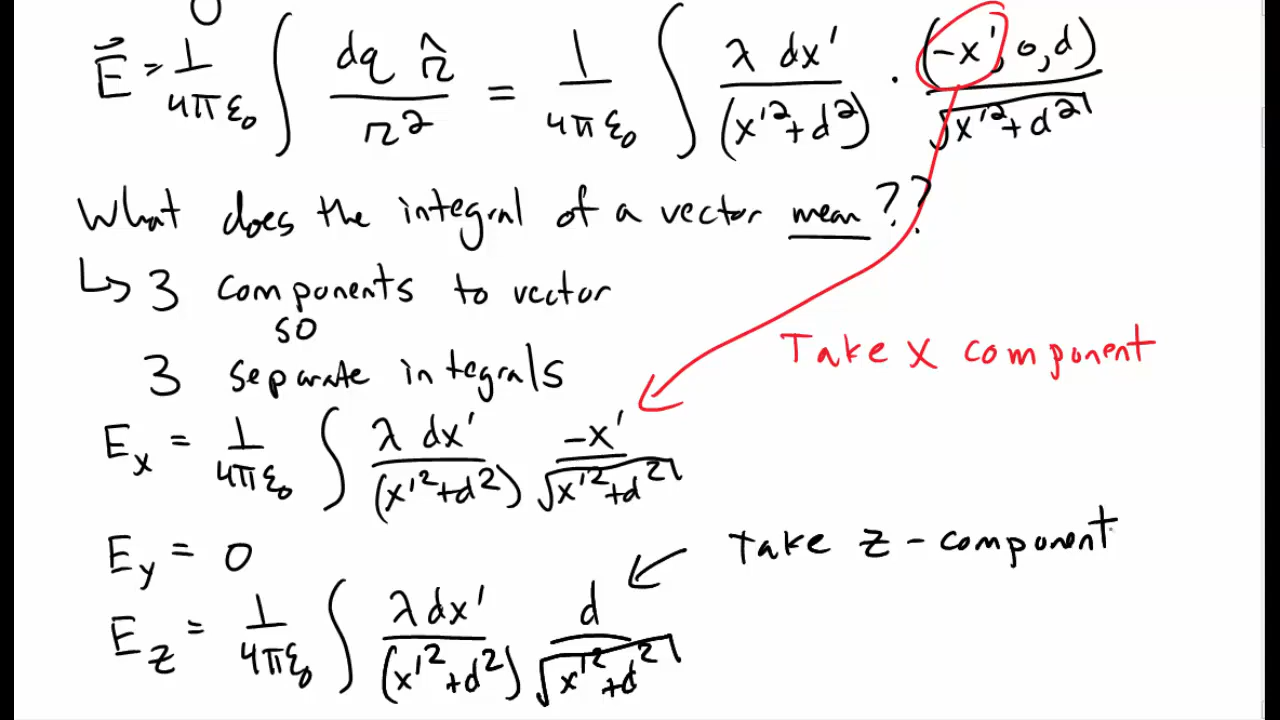 0
E⃗ = 1/(4πε₀) ∫ dq r̂/r² = 1/(4πε₀) ∫ λ dx'/(x'²+d²) · (-x', 0, d)/√(x'²+d²)
What does the integral of a vector mean??
↳ 3 components to vector
so
3 separate integrals
Take x component
Eₓ = 1/(4πε₀) ∫ λ dx'/(x'²+d²) -x'/√(x'²+d²)
E_y = 0
Take z-component
E_z = 1/(4πε₀) ∫ λ dx'/(x'²+d²) d/√(x'²+d²)